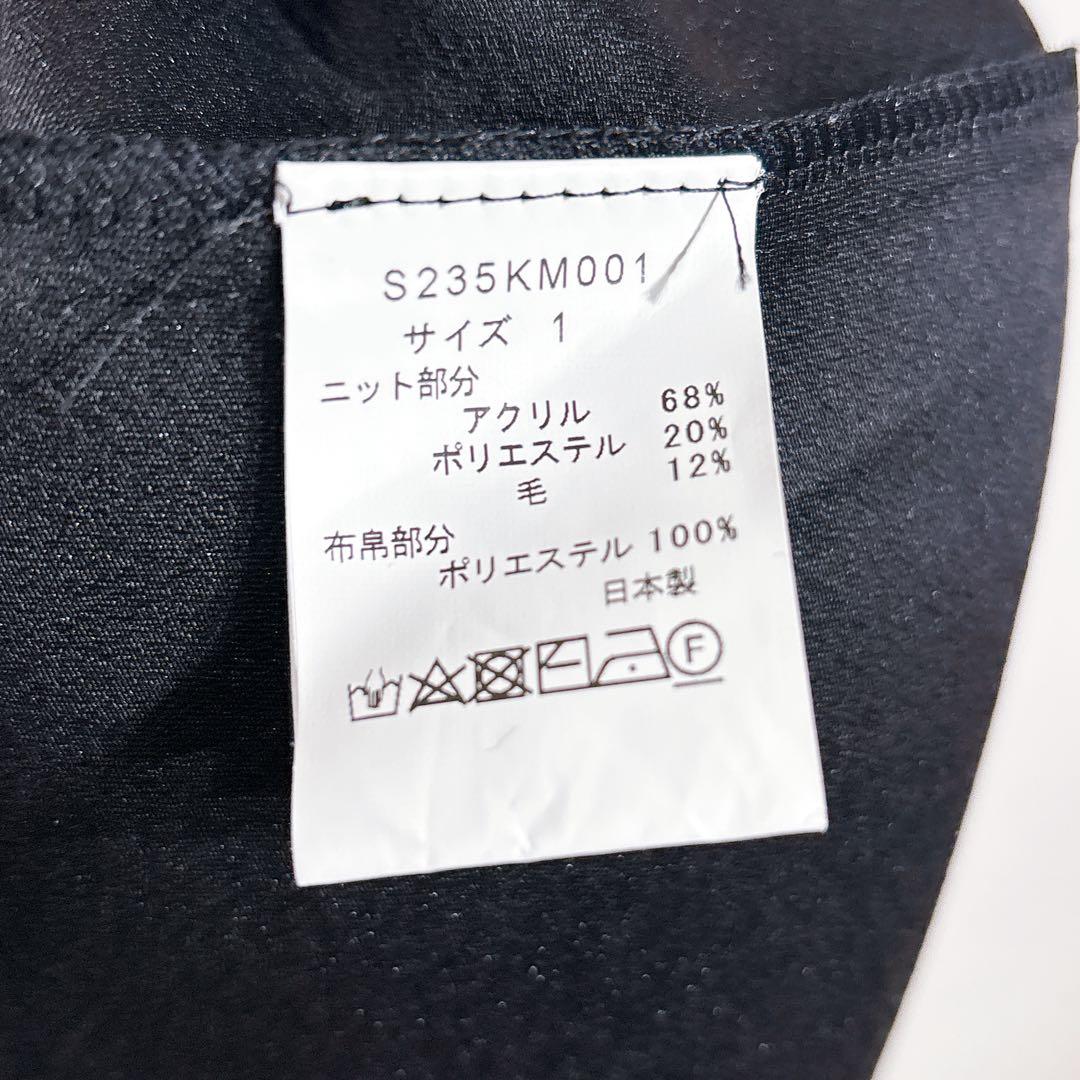 S235KM001
サイズ 1
ニット部分
アクリル 68%
ポリエステル 20%
毛 12%
布帛部分
ポリエステル 100%
日本製
F